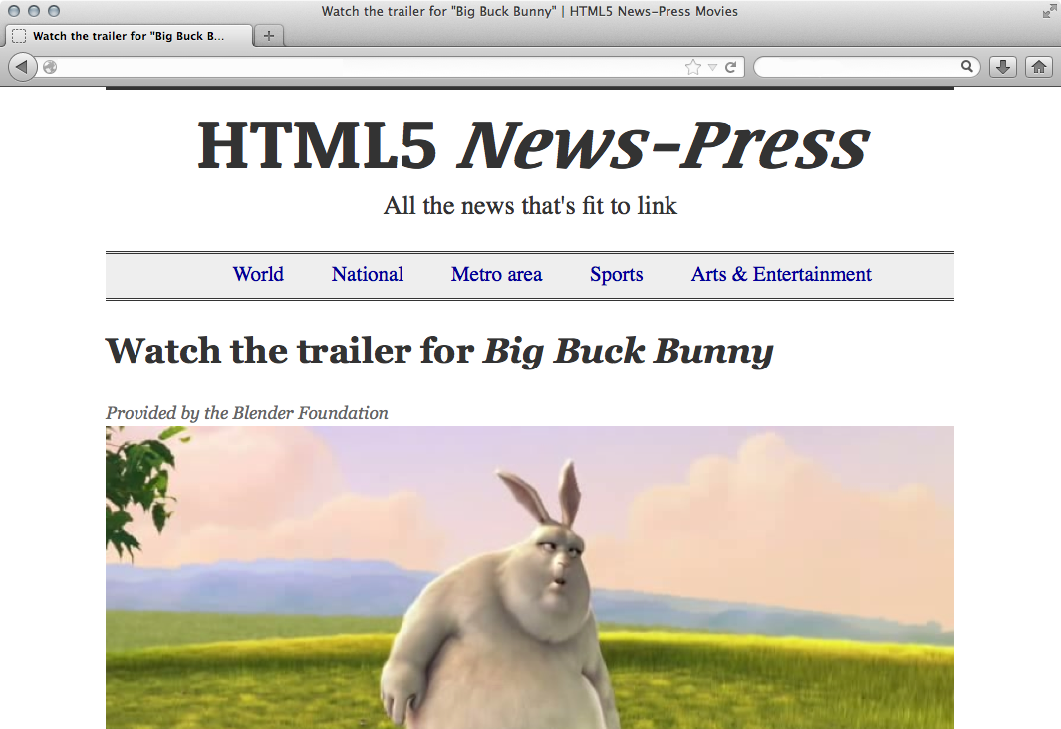 Watch the trailer for "Big Buck Bunny" | HTML5 News-Press Movies
Watch the trailer for "Big Buck B...
HTML5 News-Press
All the news that's fit to link
World National Metro area Sports Arts & Entertainment
Watch the trailer for Big Buck Bunny
Provided by the Blender Foundation